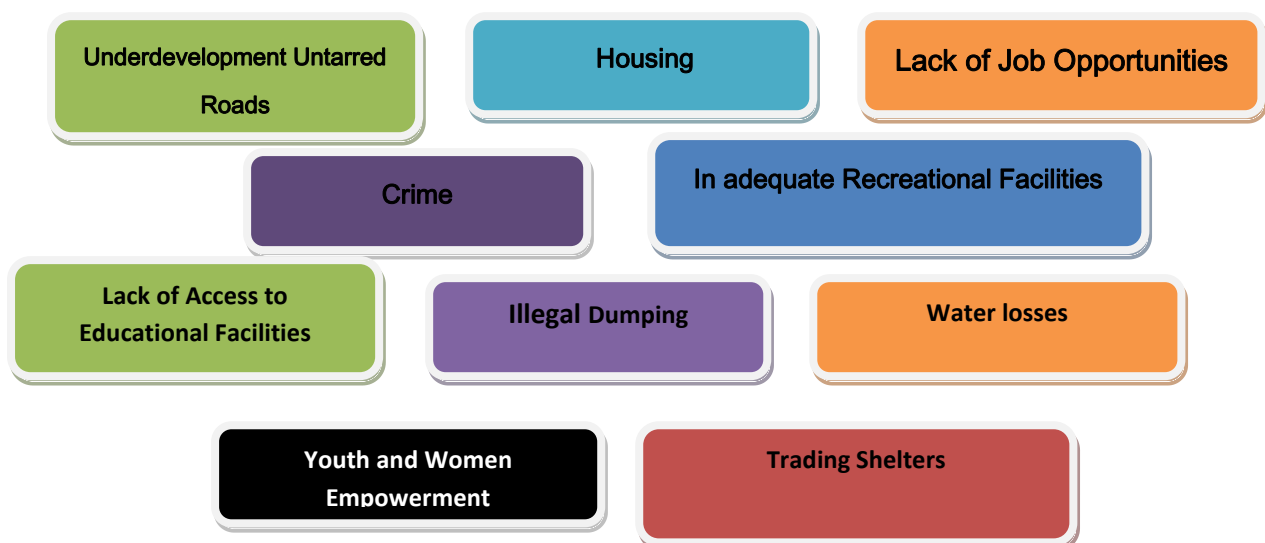 Underdevelopment Untarred
Roads
Housing
Lack of Job Opportunities
Crime
In adequate Recreational Facilities
Lack of Access to
Educational Facilities
Illegal Dumping
Water losses
Youth and Women
Empowerment
Trading Shelters